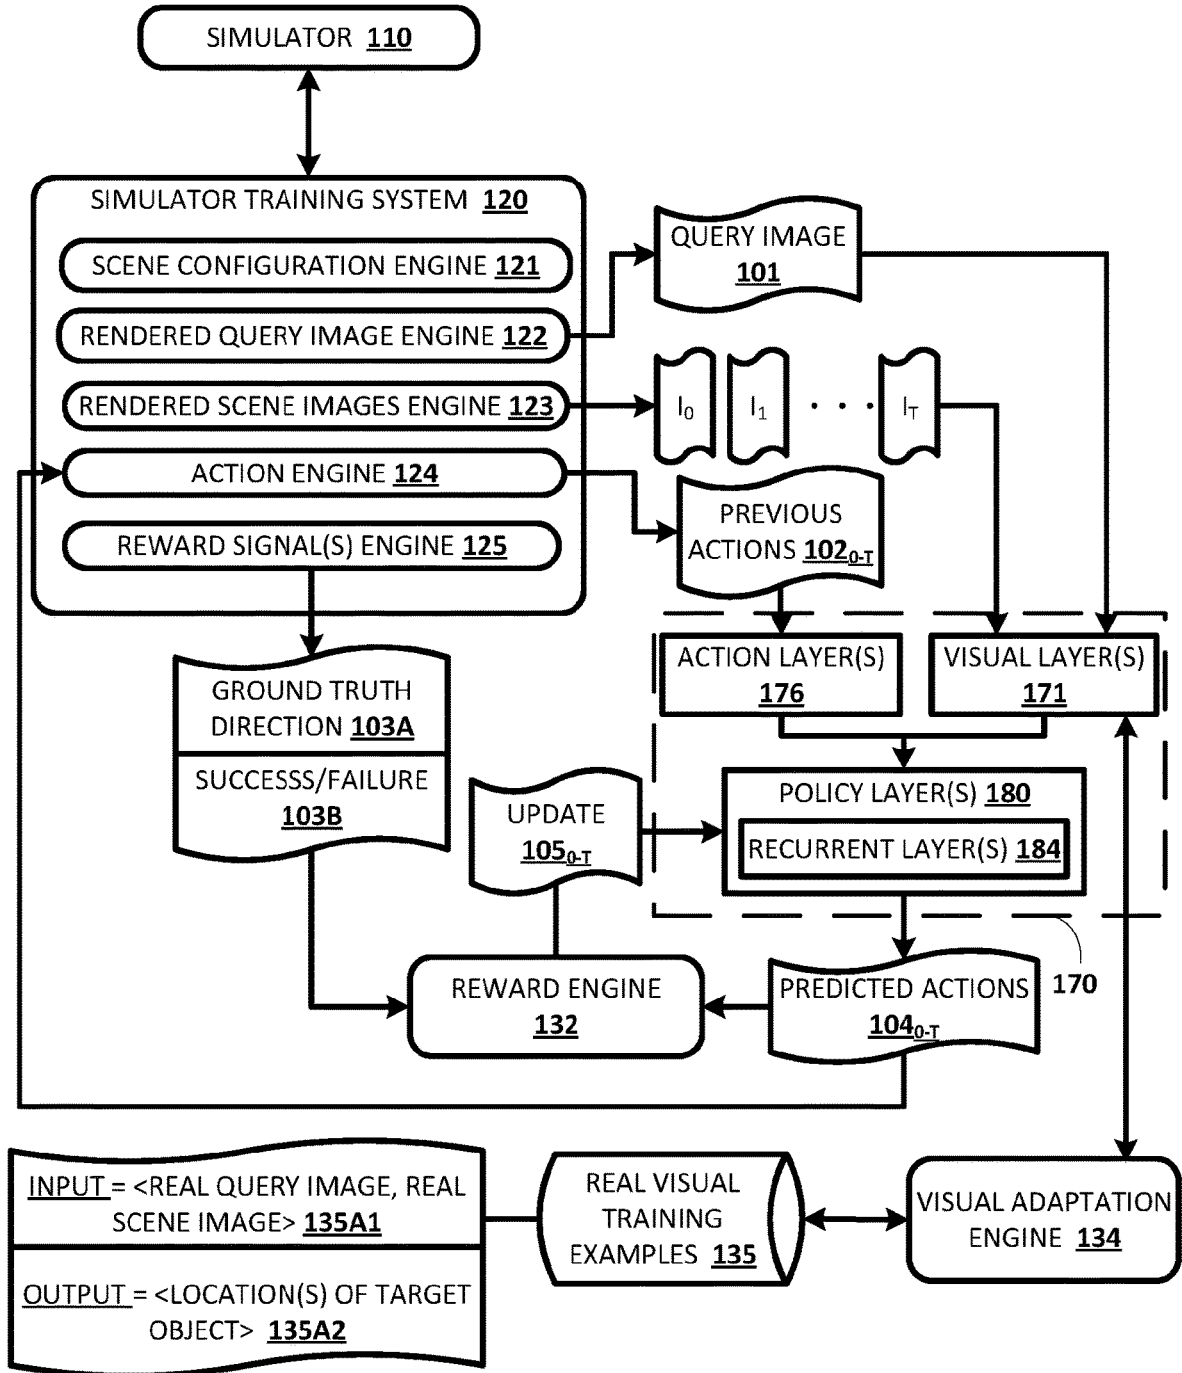 SIMULATOR 110
SIMULATOR TRAINING SYSTEM 120
SCENE CONFIGURATION ENGINE 121
RENDERED QUERY IMAGE ENGINE 122
RENDERED SCENE IMAGES ENGINE 123
ACTION ENGINE 124
REWARD SIGNAL(S) ENGINE 125
QUERY IMAGE
101
I0
I1
· · ·
IT
PREVIOUS
ACTIONS 1020-T
ACTION LAYER(S)
176
VISUAL LAYER(S)
171
GROUND TRUTH
DIRECTION 103A
SUCCESSS/FAILURE
103B
UPDATE
1050-T
POLICY LAYER(S) 180
RECURRENT LAYER(S) 184
170
REWARD ENGINE
132
PREDICTED ACTIONS
1040-T
INPUT = <REAL QUERY IMAGE, REAL
SCENE IMAGE> 135A1
OUTPUT = <LOCATION(S) OF TARGET
OBJECT> 135A2
REAL VISUAL
TRAINING
EXAMPLES 135
VISUAL ADAPTATION
ENGINE 134